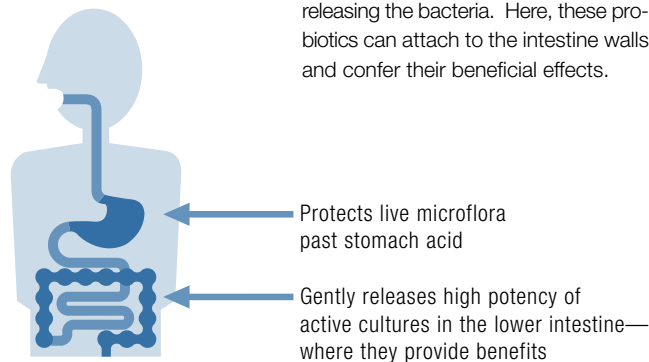 releasing the bacteria.  Here, these pro-
biotics can attach to the intestine walls
and confer their beneficial effects.
Protects live microflora
past stomach acid
Gently releases high potency of
active cultures in the lower intestine—
where they provide benefits